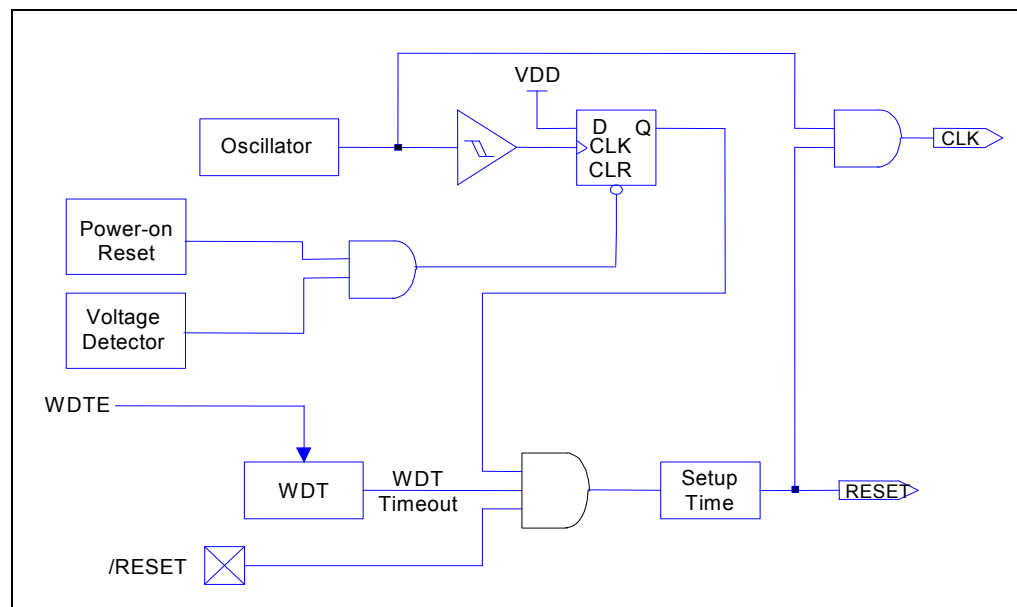 VDD
Oscillator
D Q
CLK
CLR
CLK
Power-on
Reset
Voltage
Detector
WDTE
WDT
WDT
Timeout
Setup
Time
RESET
/RESET